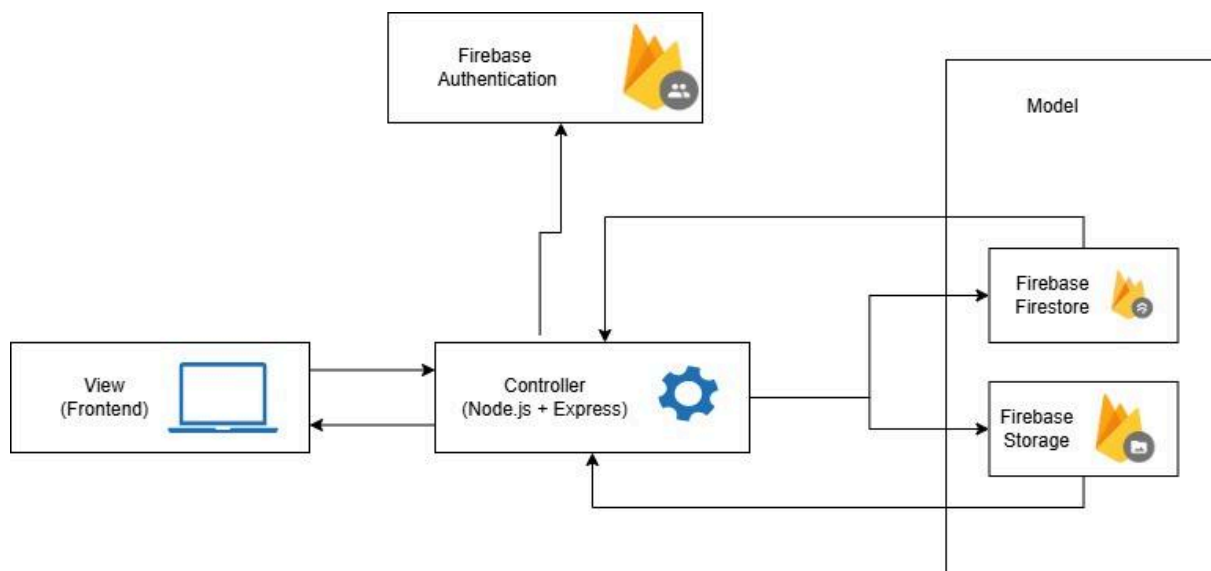 Firebase
Authentication
Model
Firebase
Firestore
View
(Frontend)
Controller
(Node.js + Express)
Firebase
Storage